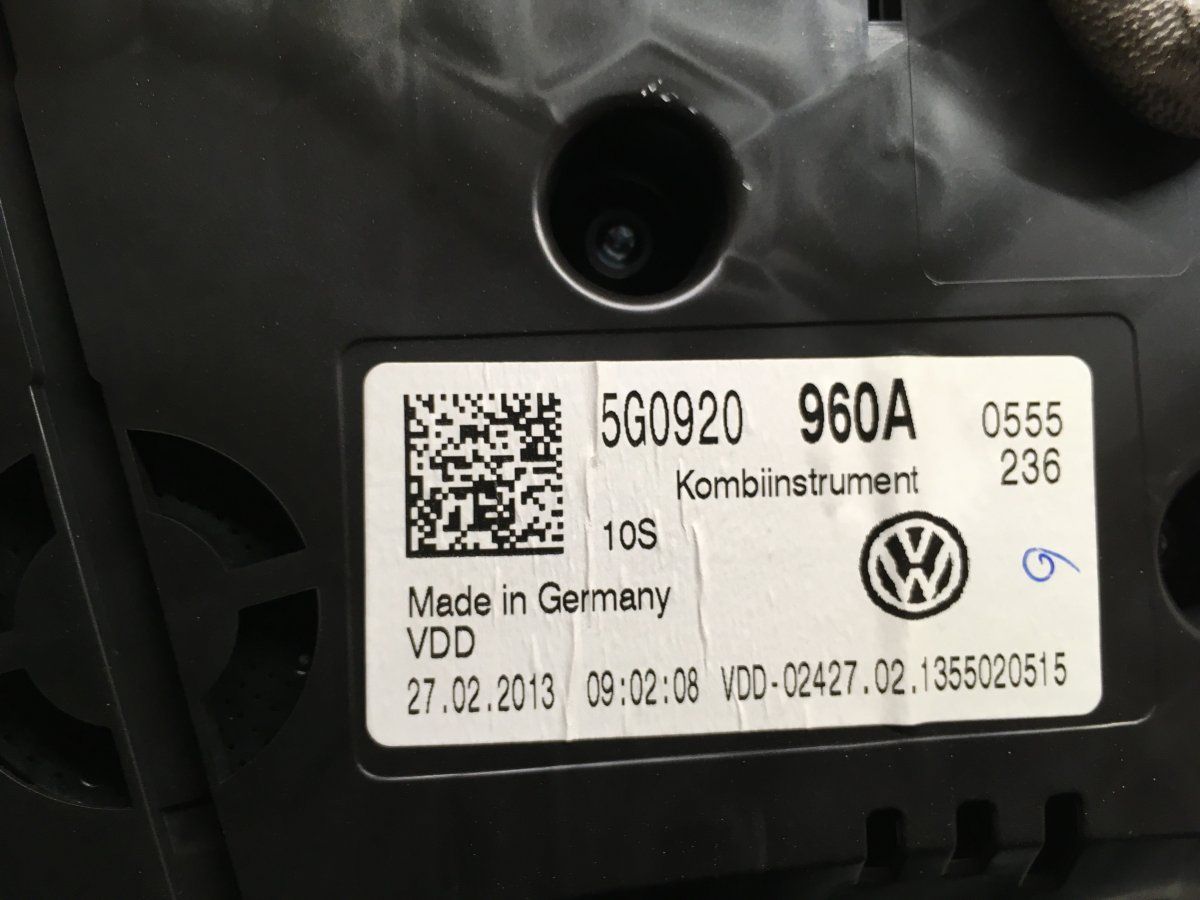 5G0920 960A 0555
Kombiinstrument 236
10S
Made in Germany
VDD
27.02.2013 09:02:08 VDD-02427.02.1355020515